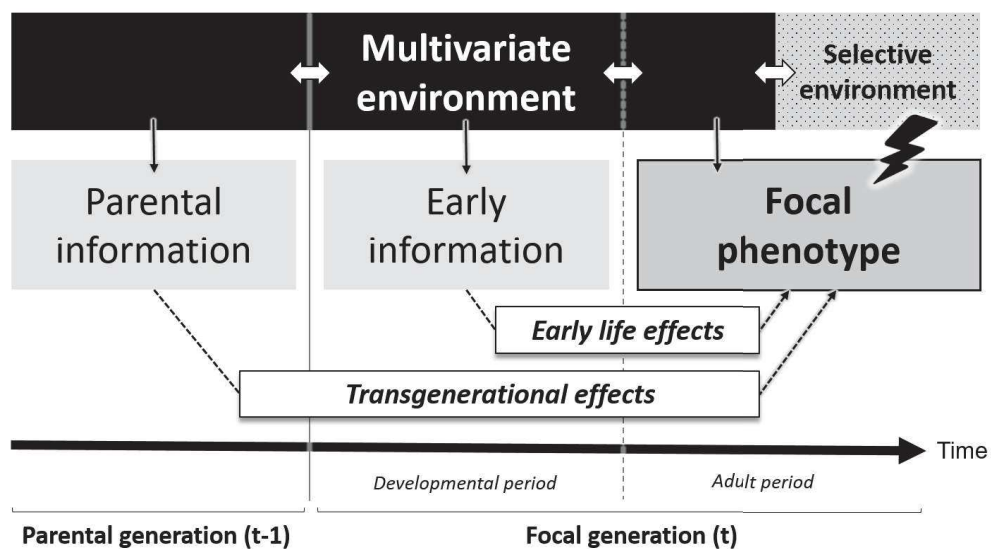 Multivariate
environment
Selective
environment
Parental
information
Early
information
Focal
phenotype
Early life effects
Transgenerational effects
Time
Developmental period
Adult period
Parental generation (t-1)
Focal generation (t)